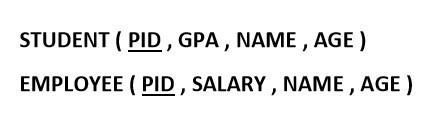 STUDENT ( PID , GPA , NAME , AGE )
EMPLOYEE ( PID , SALARY , NAME , AGE )